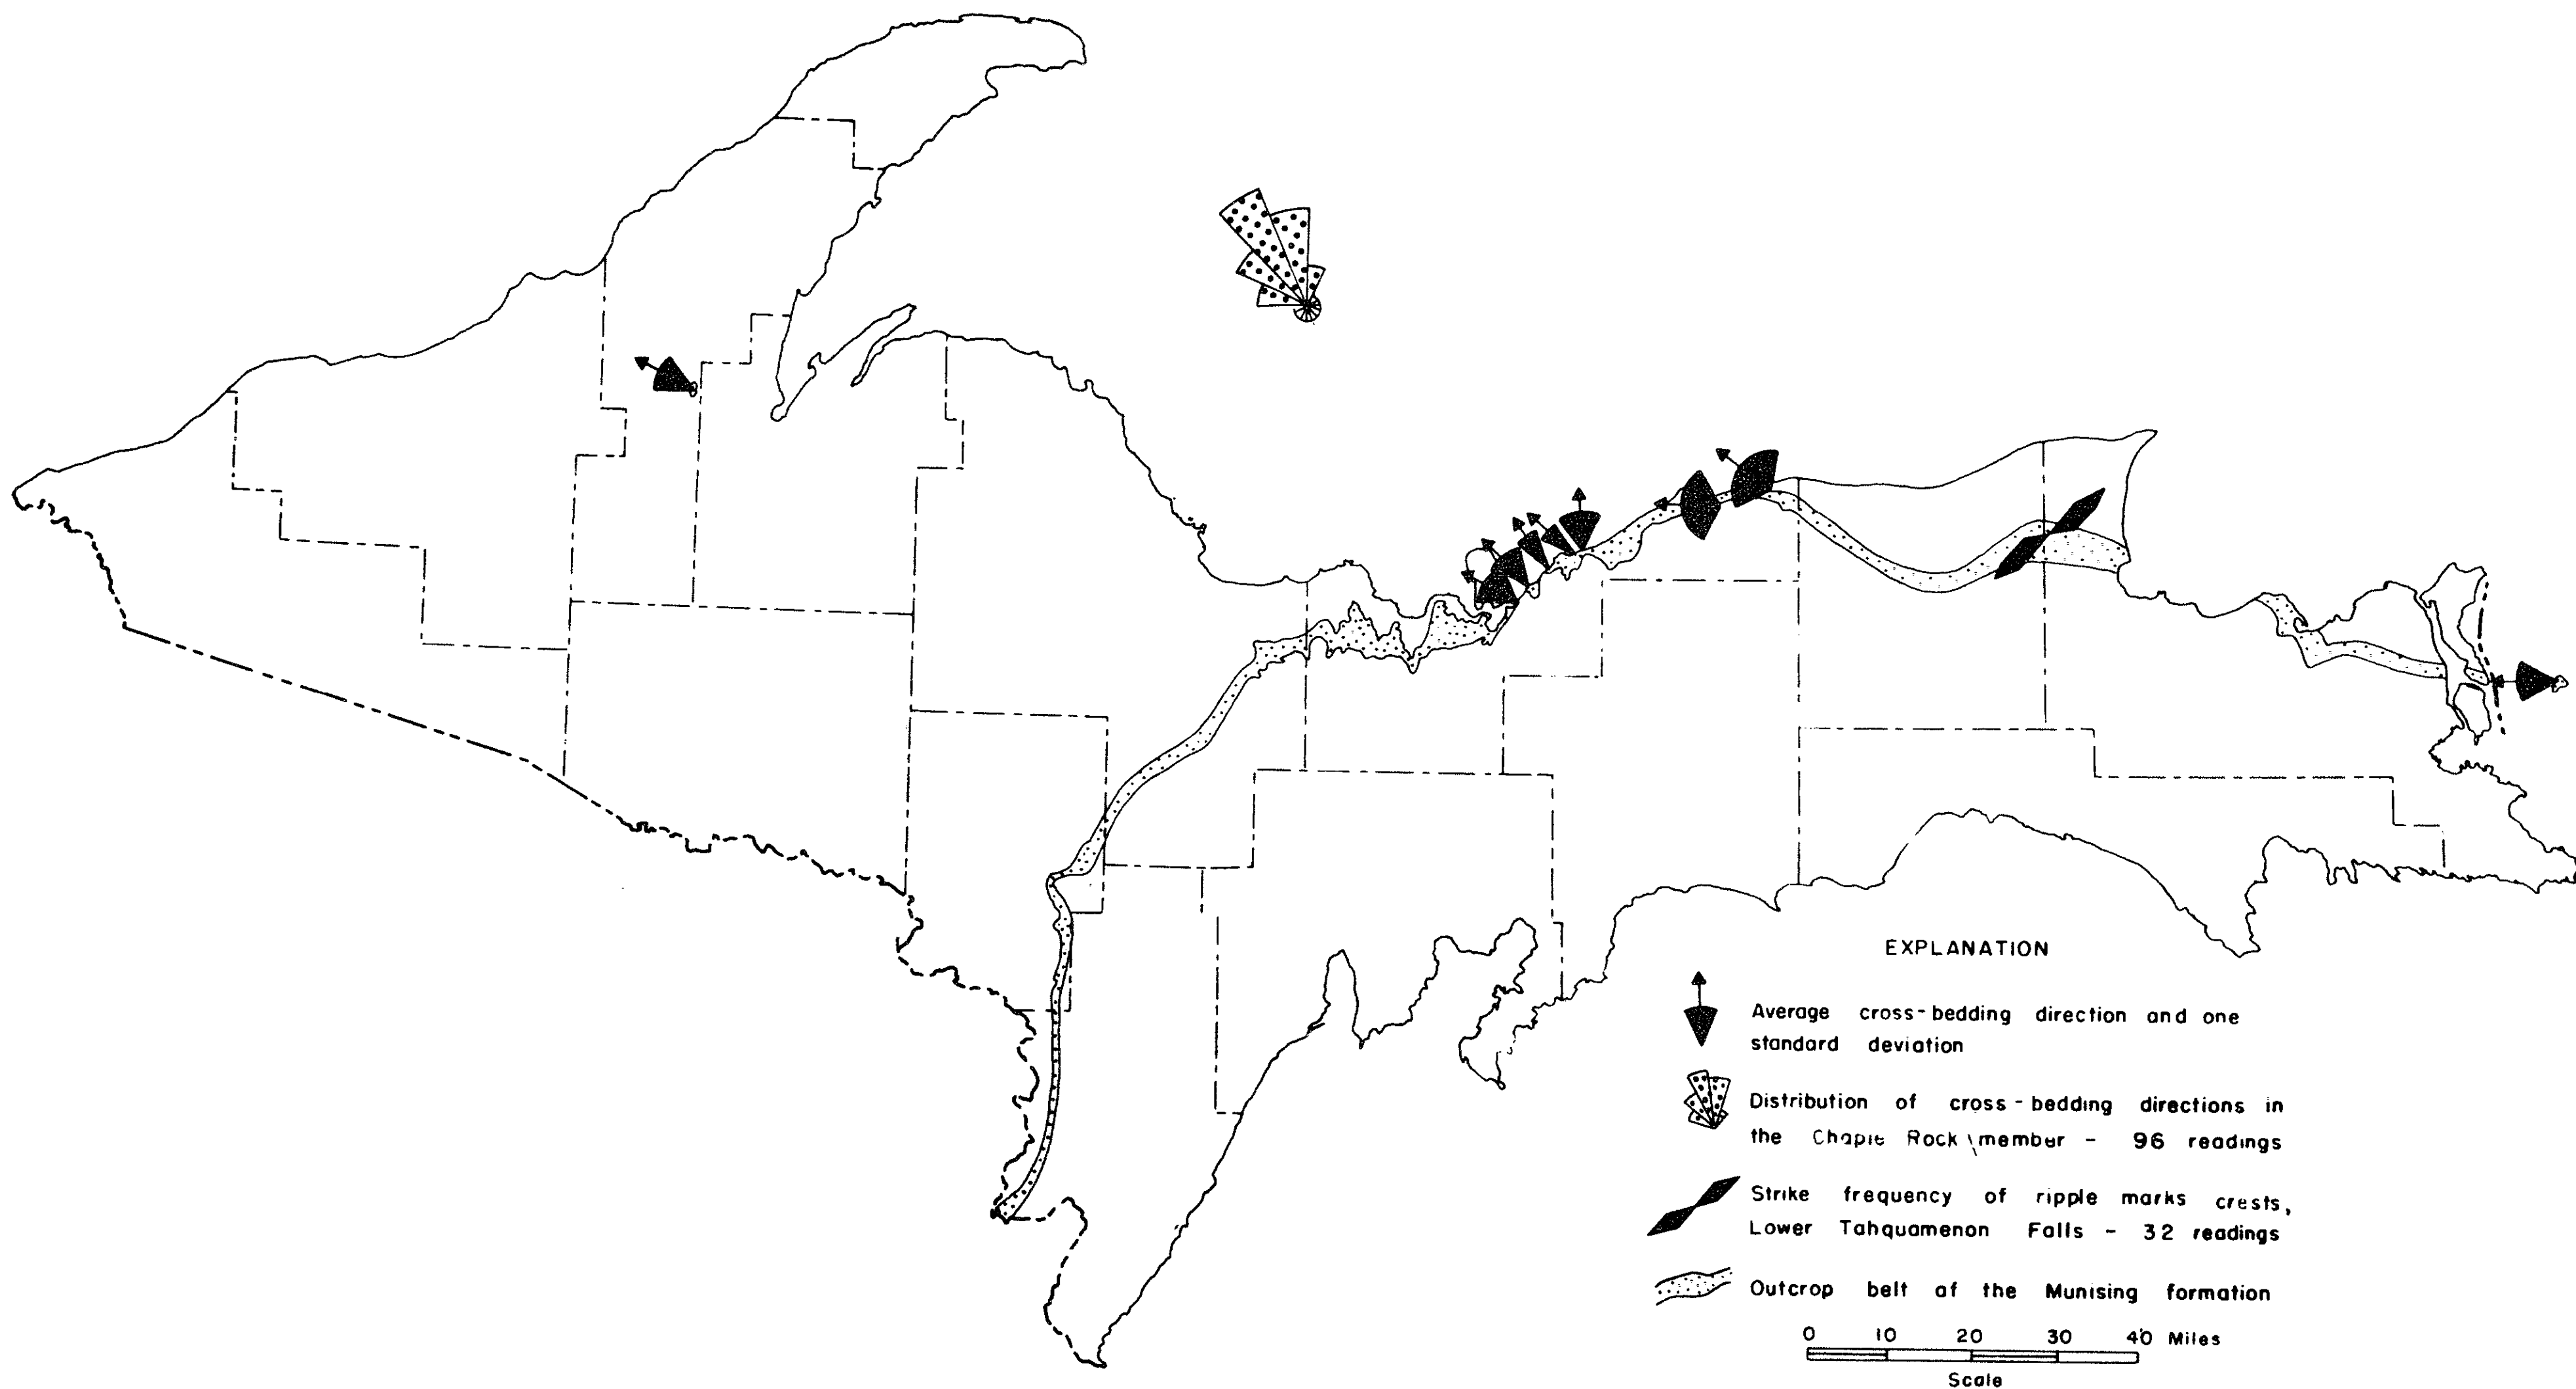 EXPLANATION
Average cross-bedding direction and one
standard deviation
Distribution of cross-bedding directions in
the Chapie Rock member - 96 readings
Strike frequency of ripple marks crests,
Lower Tahquamenon Falls - 32 readings
Outcrop belt of the Munising formation
0 10 20 30 40 Miles
Scale